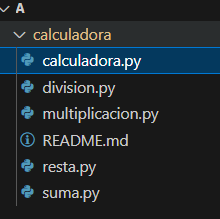 A
calculadora
calculadora.py
division.py
multiplicacion.py
README.md
resta.py
suma.py